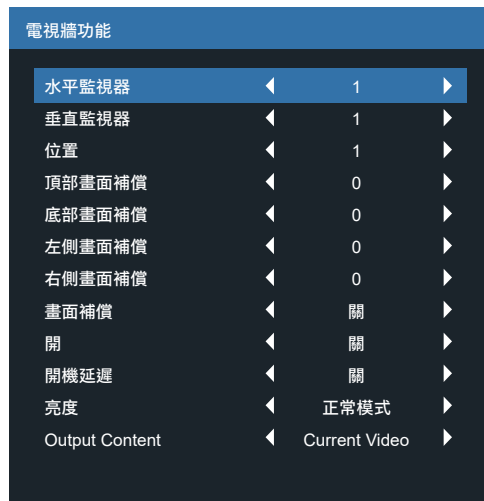 電視牆功能
水平監視器 1
垂直監視器 1
位置 1
頂部畫面補償 0
底部畫面補償 0
左側畫面補償 0
右側畫面補償 0
畫面補償 關
開 關
開機延遲 關
亮度 正常模式
Output Content Current Video